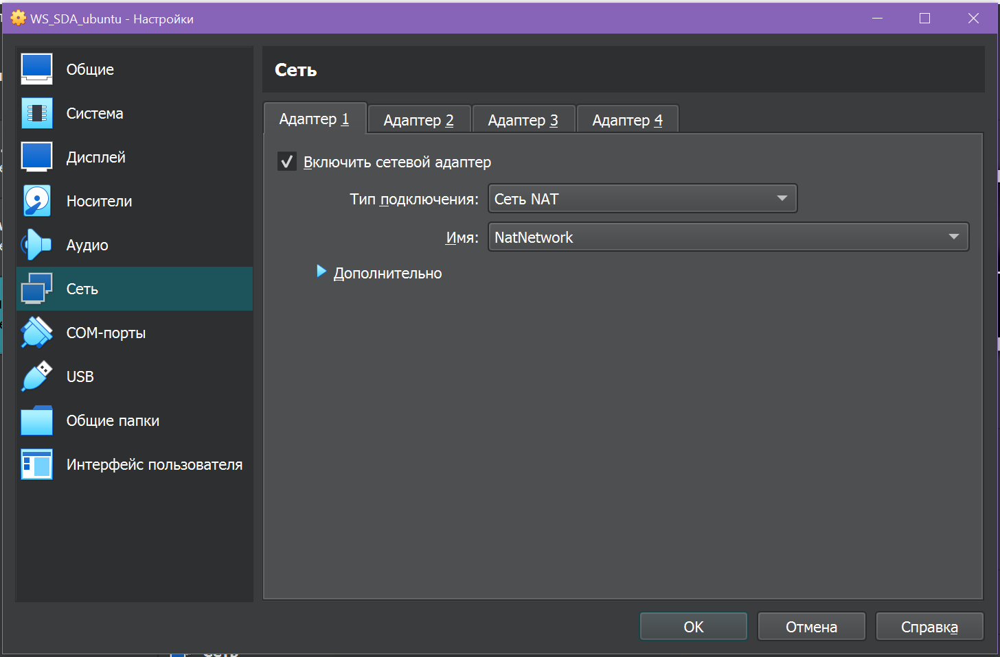 WS_SDA_ubuntu - Настройки
Общие
Система
Дисплей
Носители
Аудио
Сеть
COM-порты
USB
Общие папки
Интерфейс пользователя
Сеть
Адаптер 1
Адаптер 2
Адаптер 3
Адаптер 4
Включить сетевой адаптер
Тип подключения: Сеть NAT
Имя: NatNetwork
Дополнительно
OK
Отмена
Справка